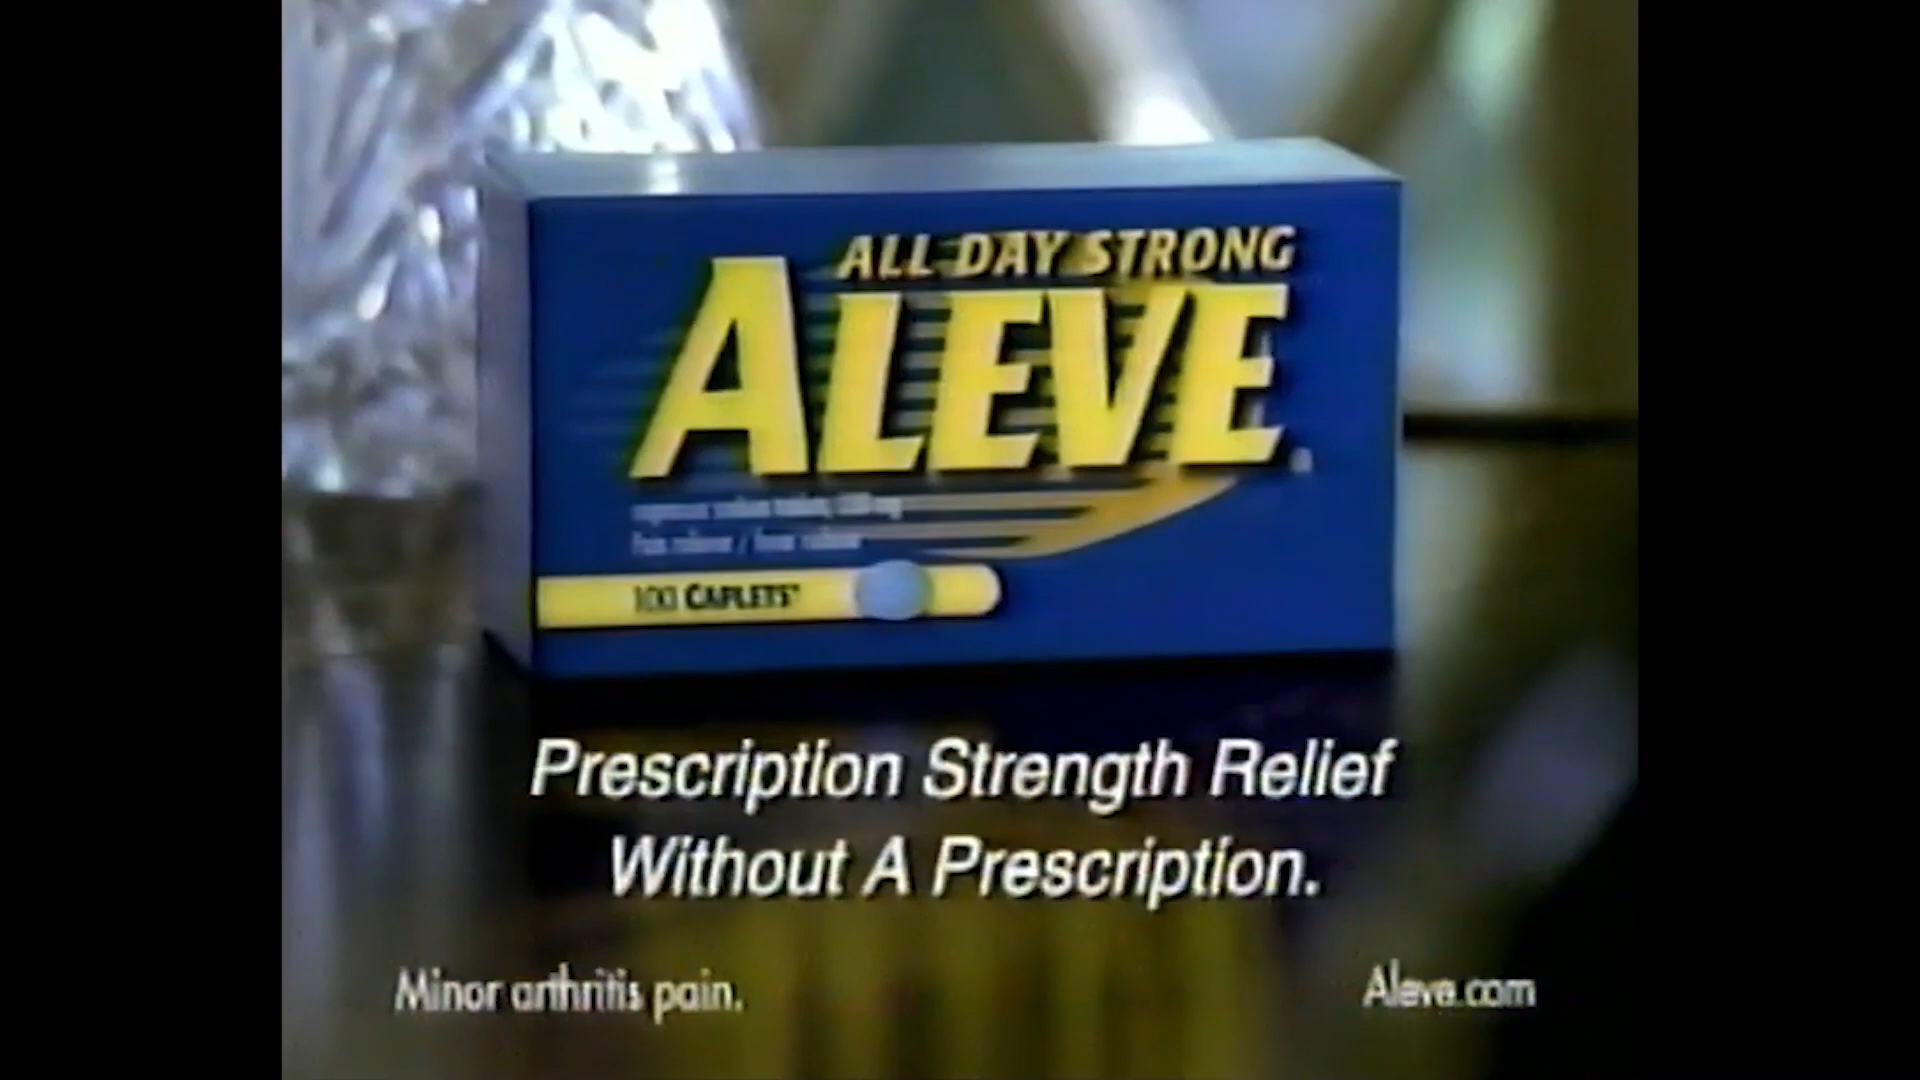 ALL DAY STRONG
ALEVE®
100 CAPLETS*
Prescription Strength Relief
Without A Prescription.
Minor arthritis pain.
Aleve.com